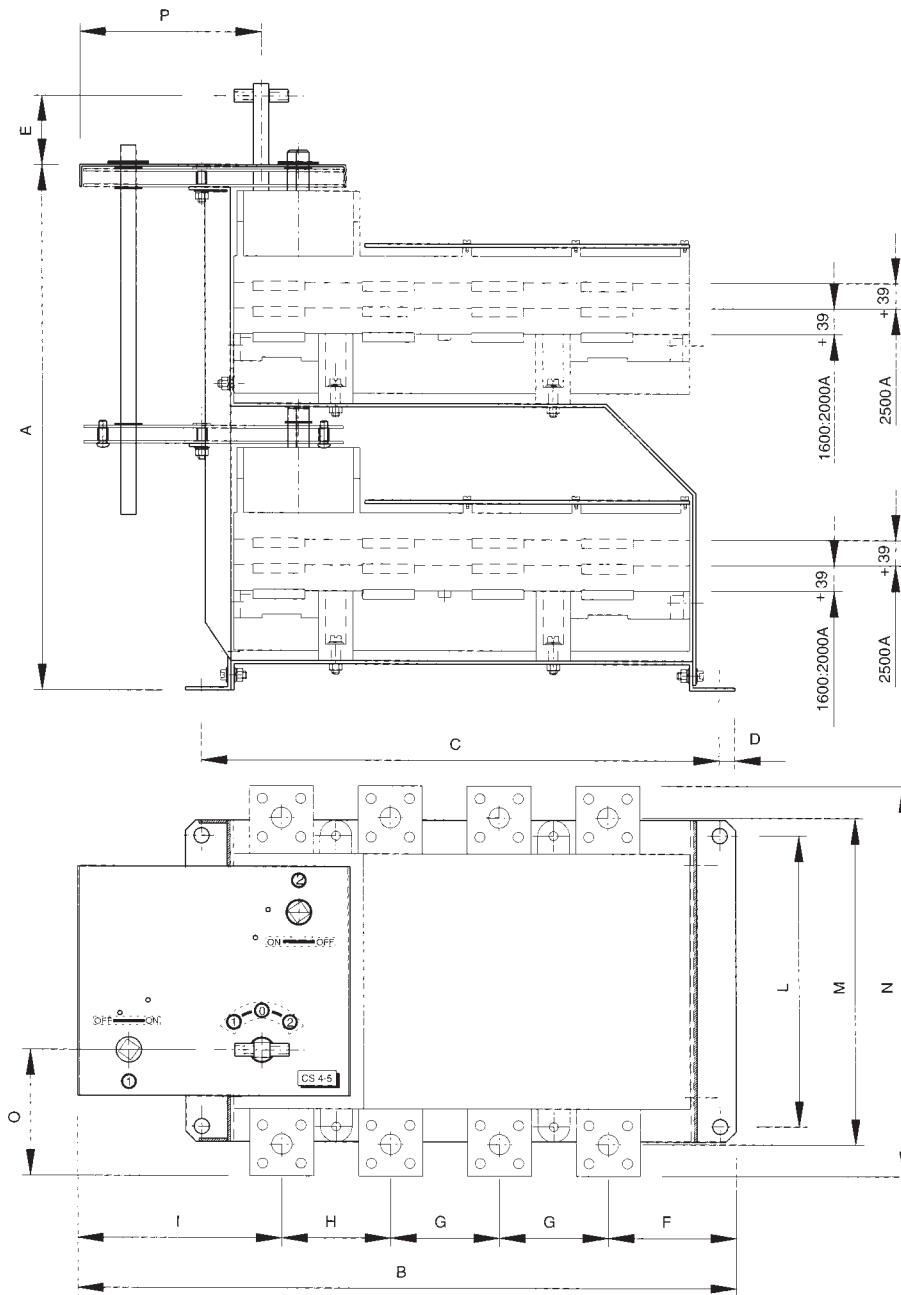 P
E
A
+ 39
+ 39
1600:2000A
2500 A
+ 39
+ 39
1600:2000A
2500 A
C
D
2
ON OFF
1 0 2
OFF ON
1
CS 4-5
L
M
N
O
I
H
G
G
F
B